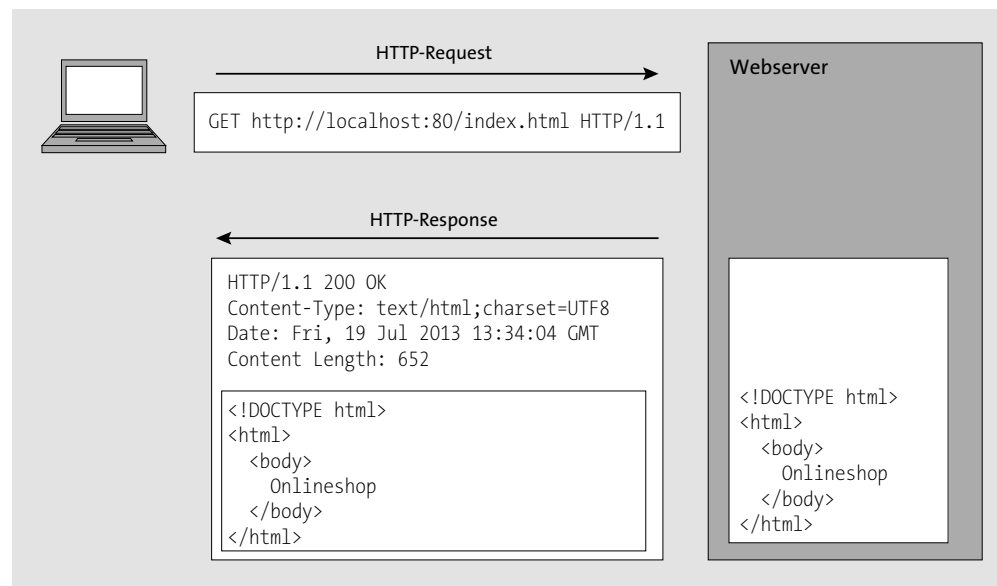 HTTP-Request
GET http://localhost:80/index.html HTTP/1.1
Webserver
HTTP-Response
HTTP/1.1 200 OK
Content-Type: text/html;charset=UTF8
Date: Fri, 19 Jul 2013 13:34:04 GMT
Content Length: 652
<!DOCTYPE html>
<html>
<body>
Onlineshop
</body>
</html>
<!DOCTYPE html>
<html>
<body>
Onlineshop
</body>
</html>